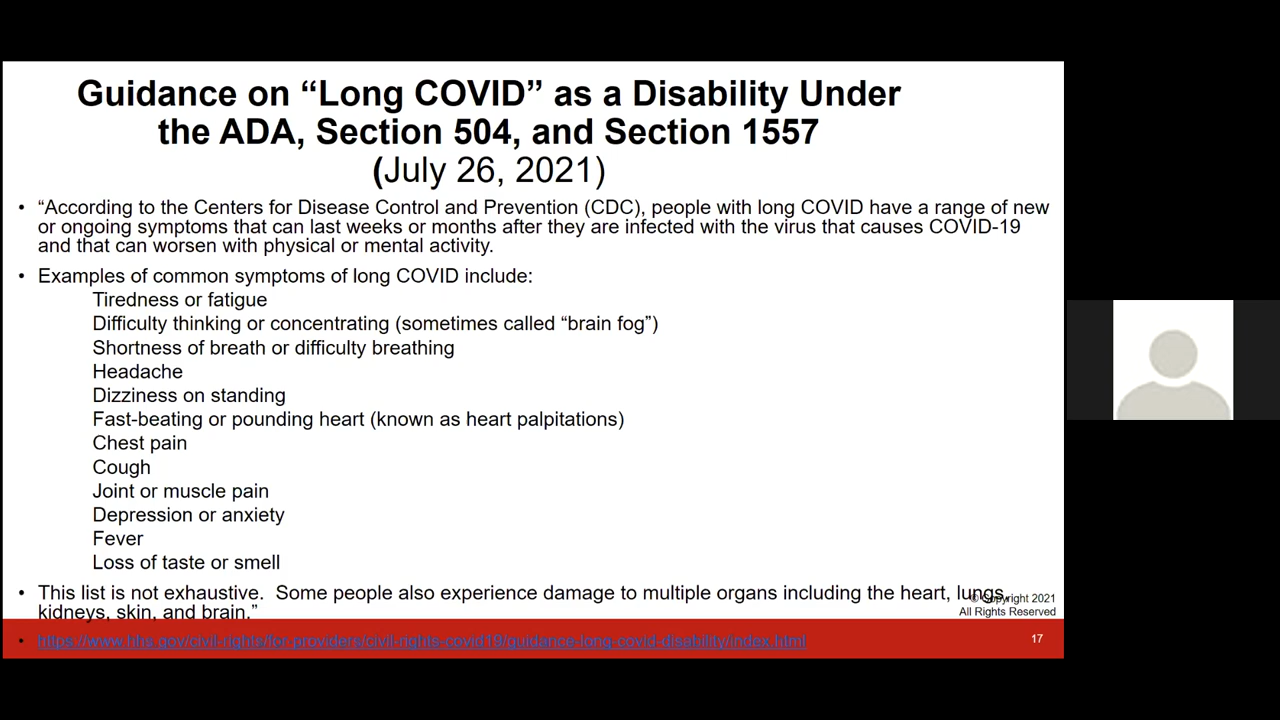 Guidance on “Long COVID” as a Disability Under
the ADA, Section 504, and Section 1557
(July 26, 2021)
• “According to the Centers for Disease Control and Prevention (CDC), people with long COVID have a range of new
or ongoing symptoms that can last weeks or months after they are infected with the virus that causes COVID-19
and that can worsen with physical or mental activity.
• Examples of common symptoms of long COVID include:
Tiredness or fatigue
Difficulty thinking or concentrating (sometimes called “brain fog”)
Shortness of breath or difficulty breathing
Headache
Dizziness on standing
Fast-beating or pounding heart (known as heart palpitations)
Chest pain
Cough
Joint or muscle pain
Depression or anxiety
Fever
Loss of taste or smell
• This list is not exhaustive.  Some people also experience damage to multiple organs including the heart, lungs,
kidneys, skin, and brain.”
© Copyright 2021
All Rights Reserved
• https://www.hhs.gov/civil-rights/for-providers/civil-rights-covid19/guidance-long-covid-disability/index.html
17